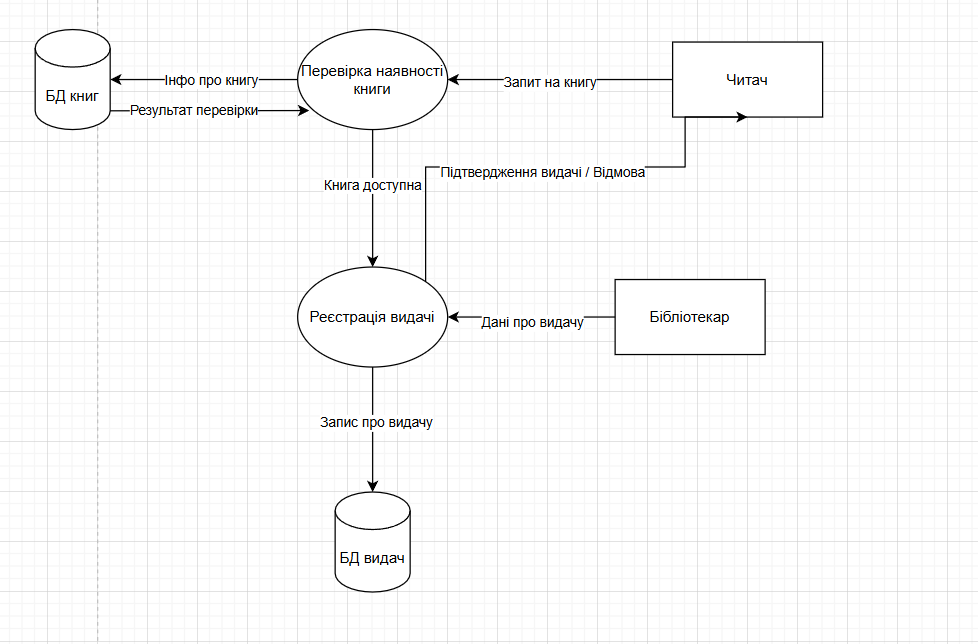 БД книг
Інфо про книгу
Результат перевірки
Перевірка наявності
книги
Запит на книгу
Читач
Книга доступна
Підтвердження видачі / Відмова
Реєстрація видачі
Дані про видачу
Бібліотекар
Запис про видачу
БД видач